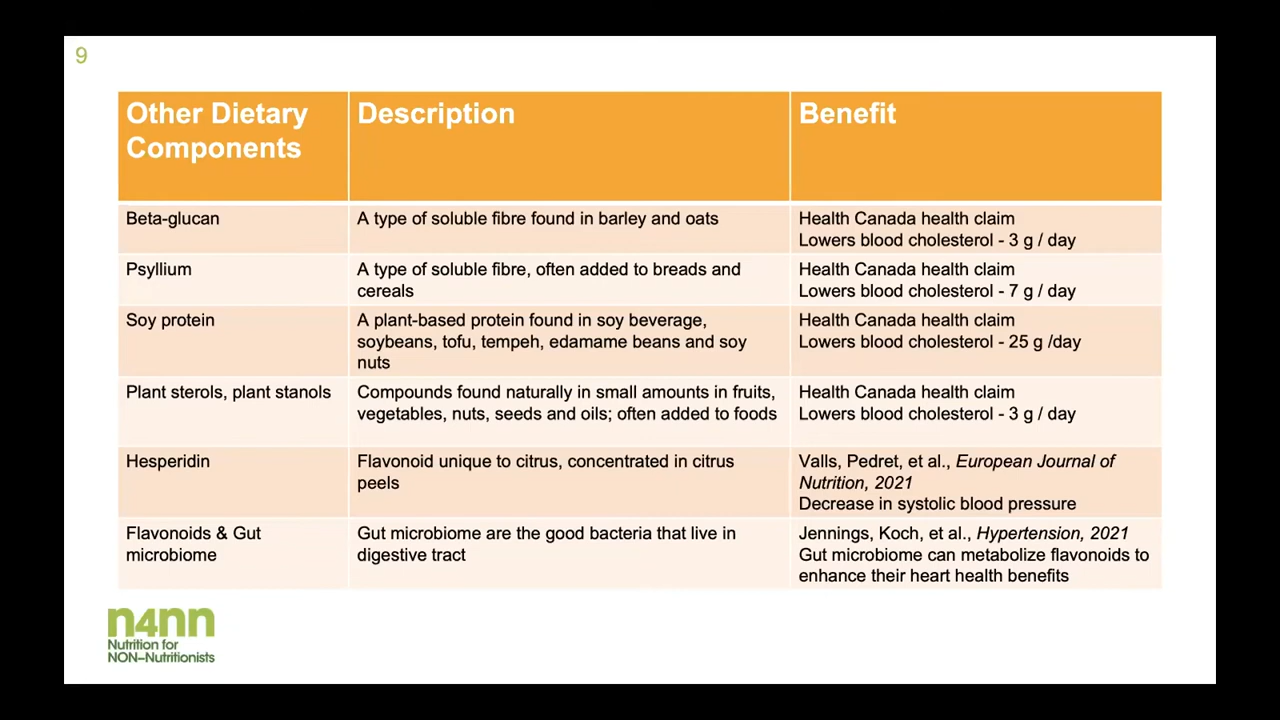 9
Other Dietary
Components
Description
Benefit
Beta-glucan
A type of soluble fibre found in barley and oats
Health Canada health claim
Lowers blood cholesterol - 3 g / day
Psyllium
A type of soluble fibre, often added to breads and
cereals
Health Canada health claim
Lowers blood cholesterol - 7 g / day
Soy protein
A plant-based protein found in soy beverage,
soybeans, tofu, tempeh, edamame beans and soy
nuts
Health Canada health claim
Lowers blood cholesterol - 25 g /day
Plant sterols, plant stanols
Compounds found naturally in small amounts in fruits,
vegetables, nuts, seeds and oils; often added to foods
Health Canada health claim
Lowers blood cholesterol - 3 g / day
Hesperidin
Flavonoid unique to citrus, concentrated in citrus
peels
Valls, Pedret, et al., European Journal of
Nutrition, 2021
Decrease in systolic blood pressure
Flavonoids & Gut
microbiome
Gut microbiome are the good bacteria that live in
digestive tract
Jennings, Koch, et al., Hypertension, 2021
Gut microbiome can metabolize flavonoids to
enhance their heart health benefits
n4nn
Nutrition for
NON–Nutritionists